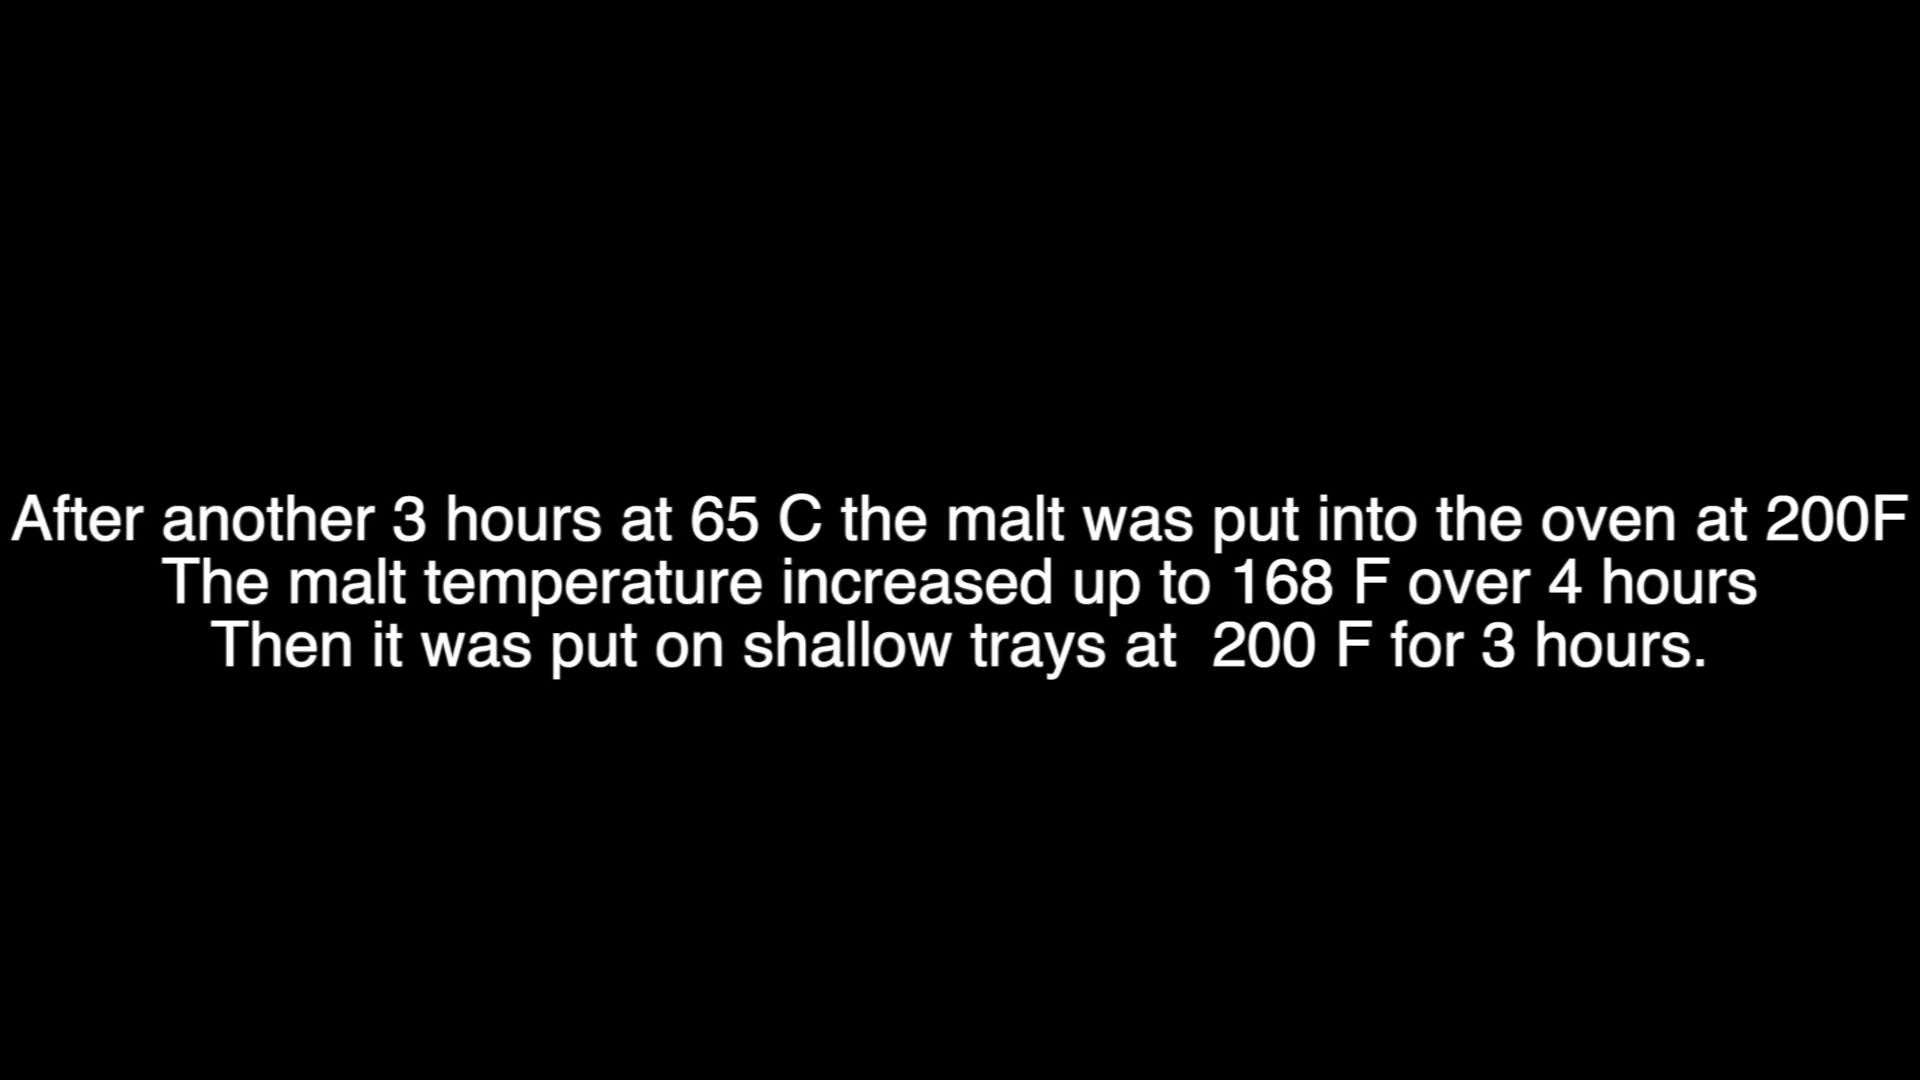 After another 3 hours at 65 C the malt was put into the oven at 200F
The malt temperature increased up to 168 F over 4 hours
Then it was put on shallow trays at  200 F for 3 hours.